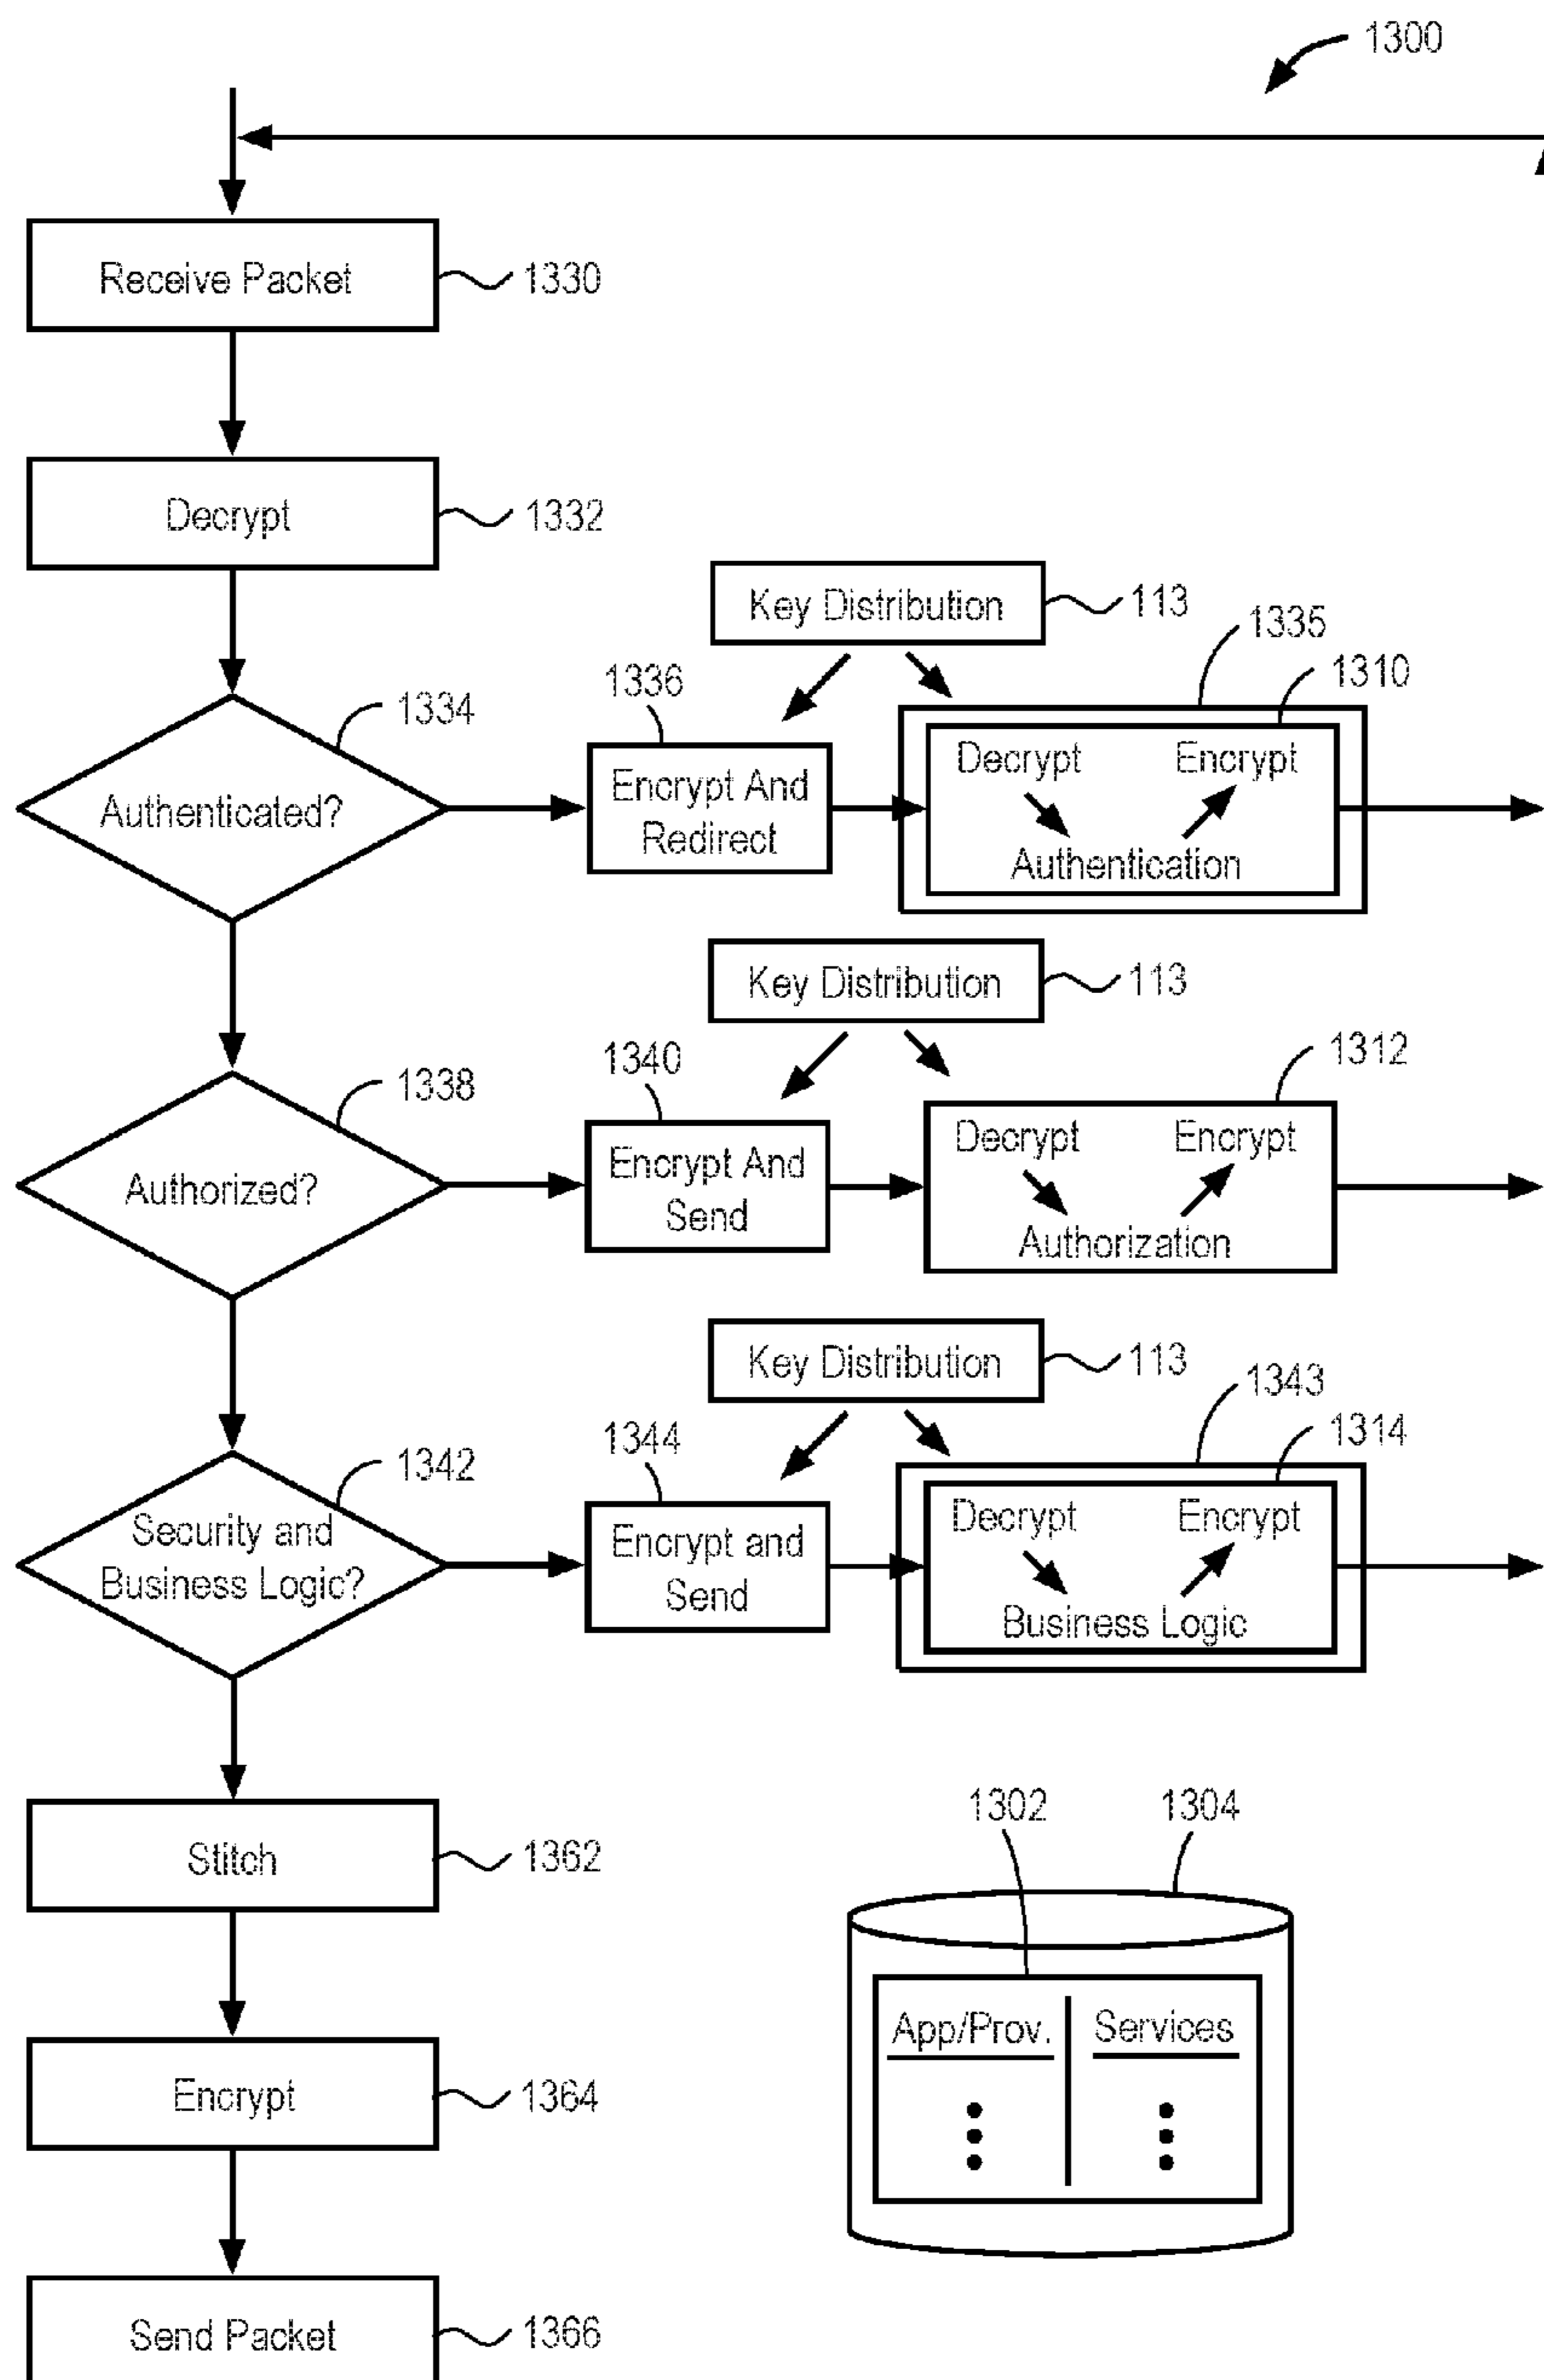 1300
Receive Packet
1330
Decrypt
1332
Key Distribution
113
1335
1336
1310
1334
Authenticated?
Encrypt And
Redirect
Decrypt
Encrypt
Authentication
Key Distribution
113
1340
1312
1338
Authorized?
Encrypt And
Send
Decrypt
Encrypt
Authorization
Key Distribution
113
1343
1344
1314
1342
Security and
Business Logic?
Encrypt and
Send
Decrypt
Encrypt
Business Logic
Stitch
1362
1302
1304
App/Prov.
Services
Encrypt
1364
Send Packet
1366